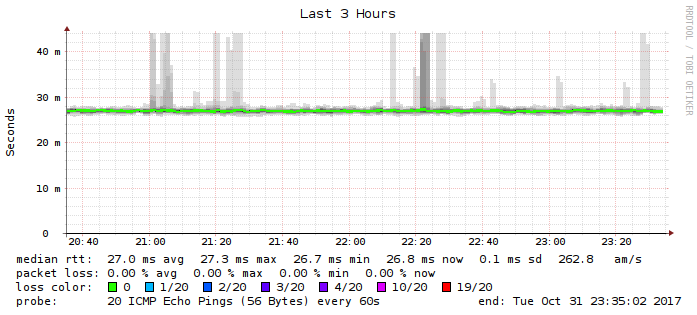 Last 3 Hours
RRDTOOL / TOBI OETIKER
Seconds
40 m
30 m
20 m
10 m
0
20:40 21:00 21:20 21:40 22:00 22:20 22:40 23:00 23:20
median rtt: 27.0 ms avg 27.3 ms max 26.7 ms min 26.8 ms now 0.1 ms sd 262.8 am/s
packet loss: 0.00 % avg 0.00 % max 0.00 % min 0.00 % now
loss color: 0 1/20 2/20 3/20 4/20 10/20 19/20
probe: 20 ICMP Echo Pings (56 Bytes) every 60s end: Tue Oct 31 23:35:02 2017